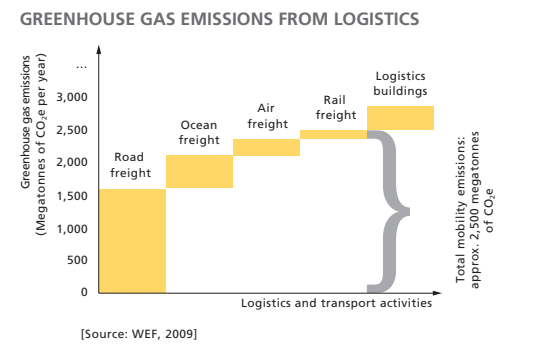 GREENHOUSE GAS EMISSIONS FROM LOGISTICS
Greenhouse gas emissions
(Megatonnes of CO₂e per year)
...
3,000
2,500
2,000
1,500
1,000
500
0
Road
freight
Ocean
freight
Air
freight
Rail
freight
Logistics
buildings
Total mobility emissions:
approx. 2,500 megatonnes
of CO₂e
Logistics and transport activities
[Source: WEF, 2009]